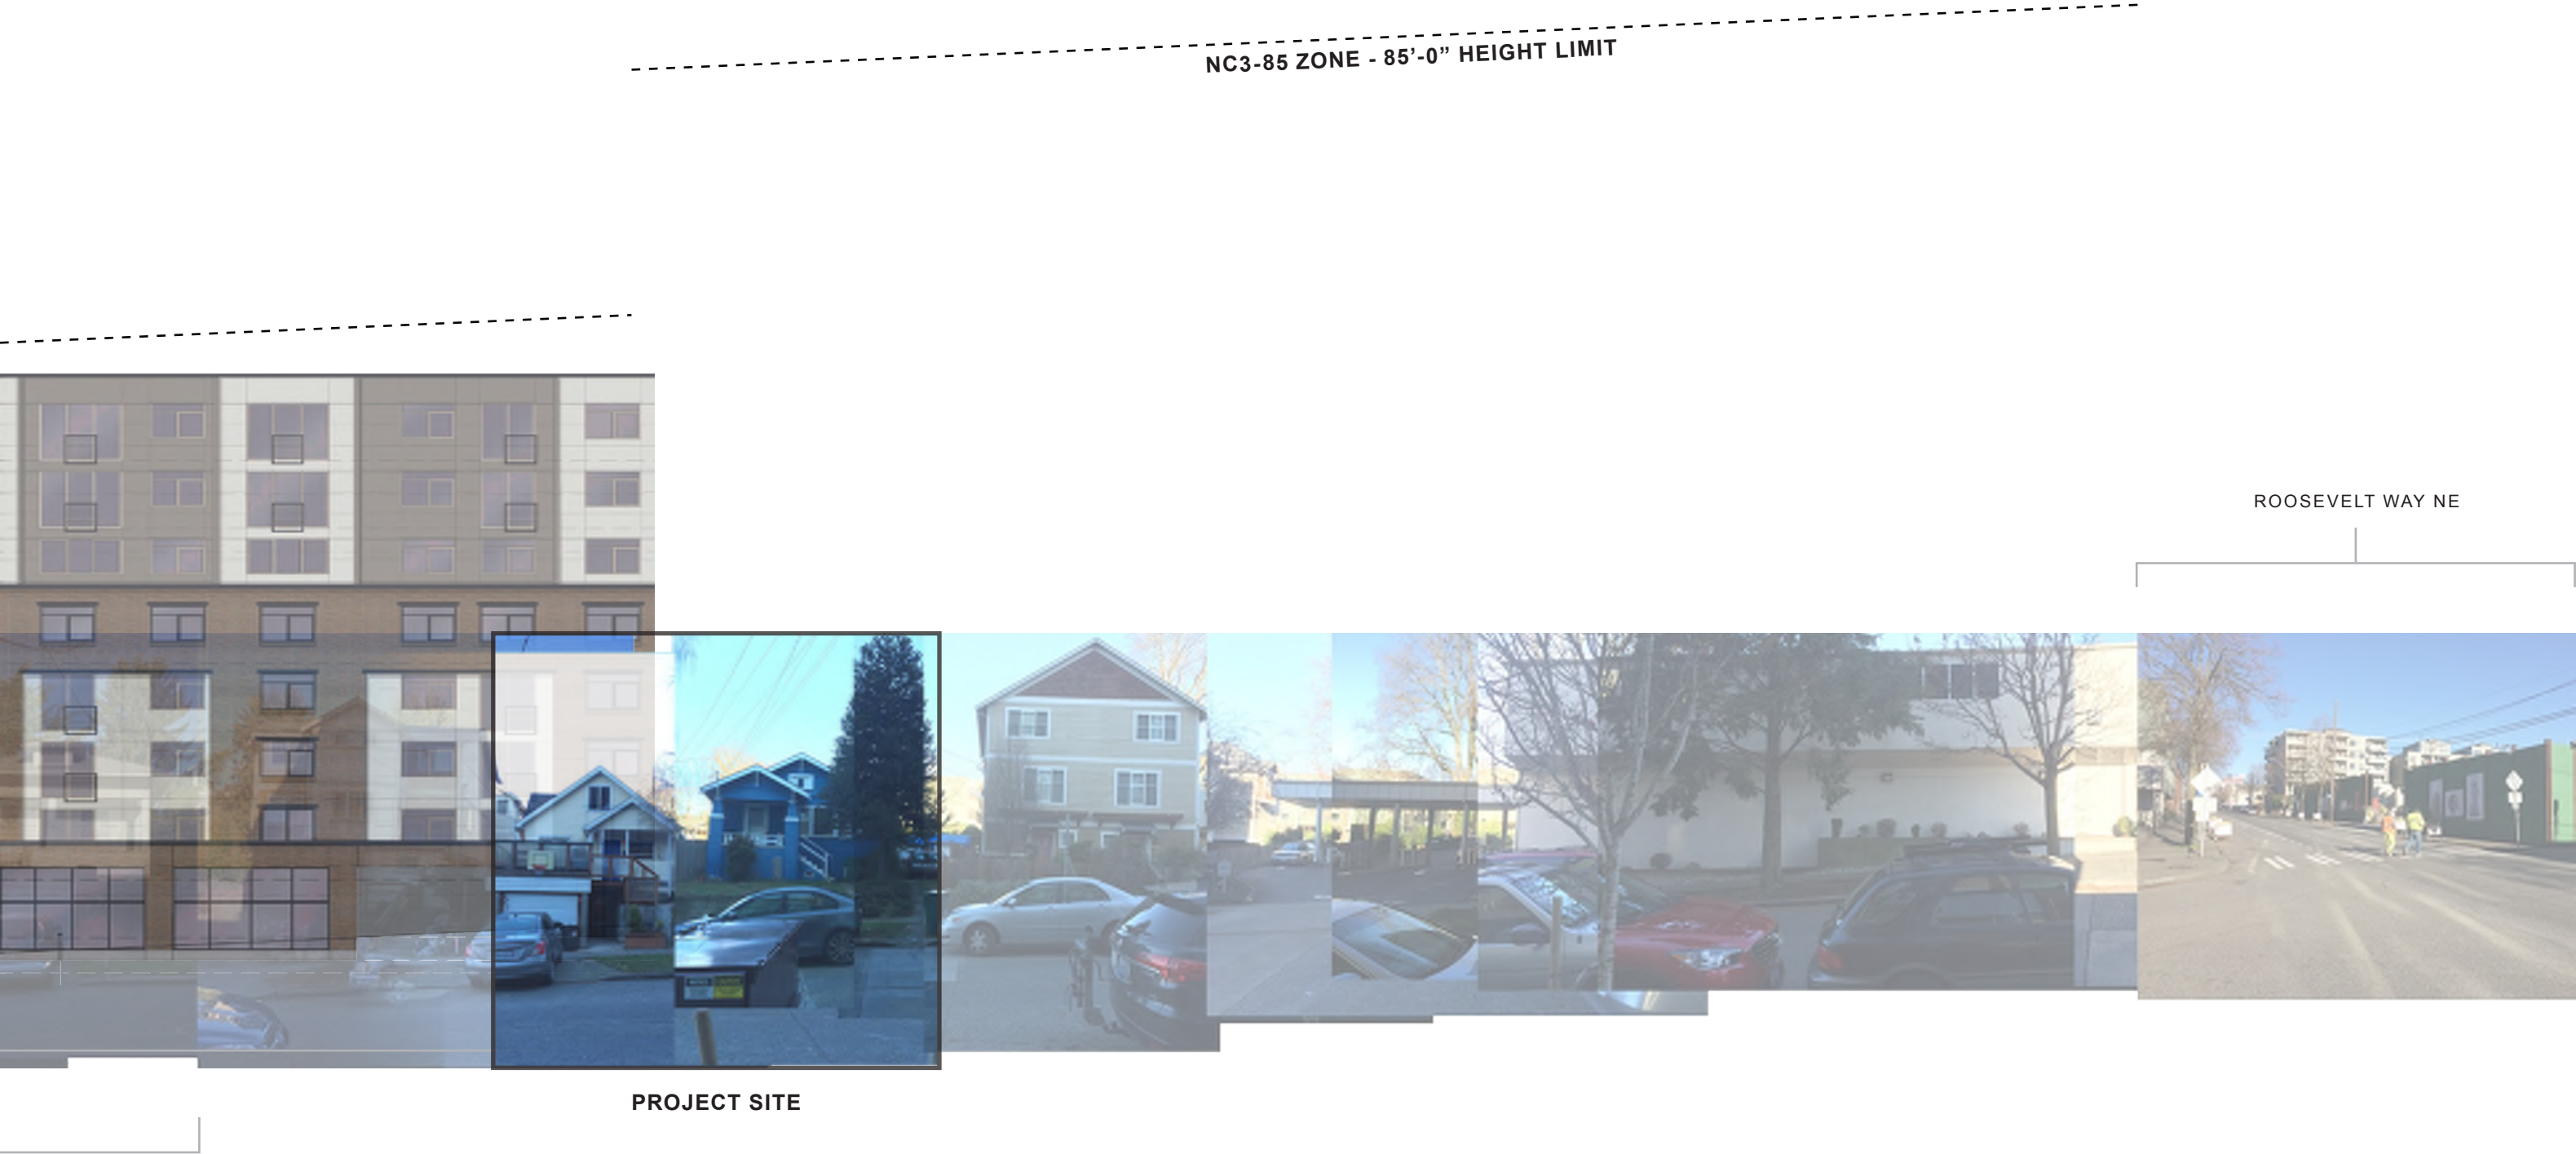 NC3-85 ZONE - 85’-0” HEIGHT LIMIT
ROOSEVELT WAY NE
PROJECT SITE